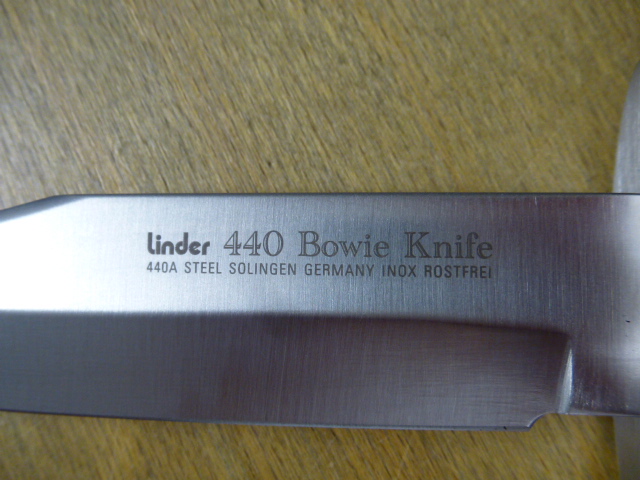 Linder 440 Bowie Knife
440A STEEL SOLINGEN GERMANY INOX ROSTFREI